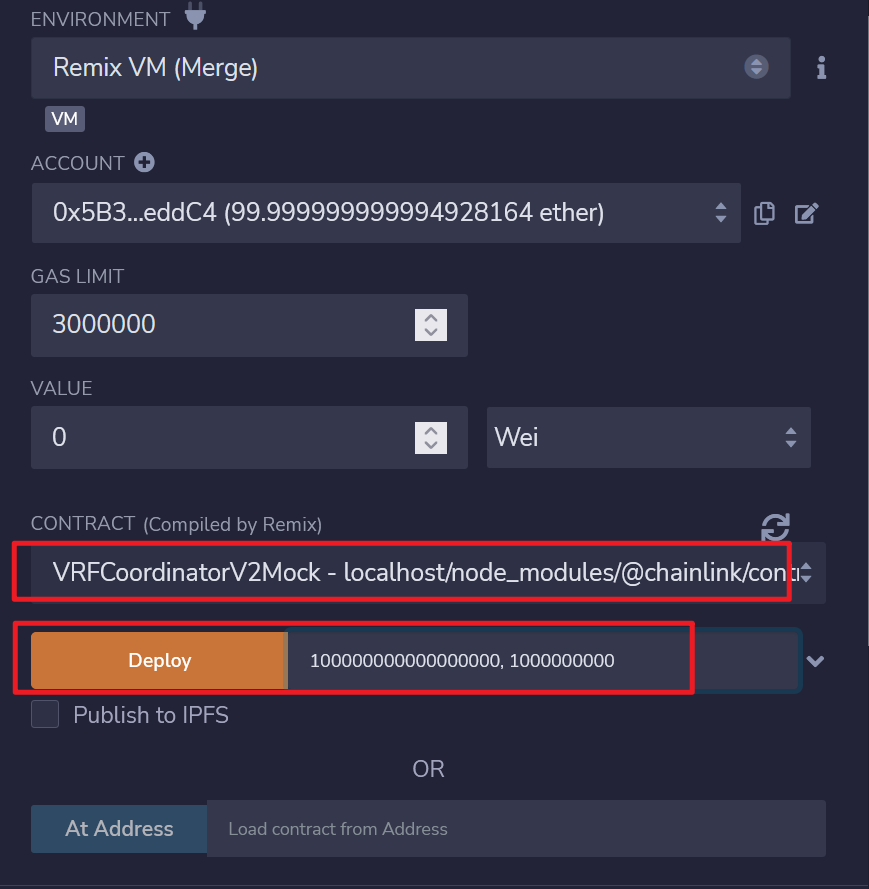 ENVIRONMENT
Remix VM (Merge)
VM
ACCOUNT
0x5B3...eddC4 (99.999999999994928164 ether)
GAS LIMIT
3000000
VALUE
0
Wei
CONTRACT (Compiled by Remix)
VRFCoordinatorV2Mock - localhost/node_modules/@chainlink/contr
Deploy
100000000000000000, 1000000000
Publish to IPFS
OR
At Address
Load contract from Address